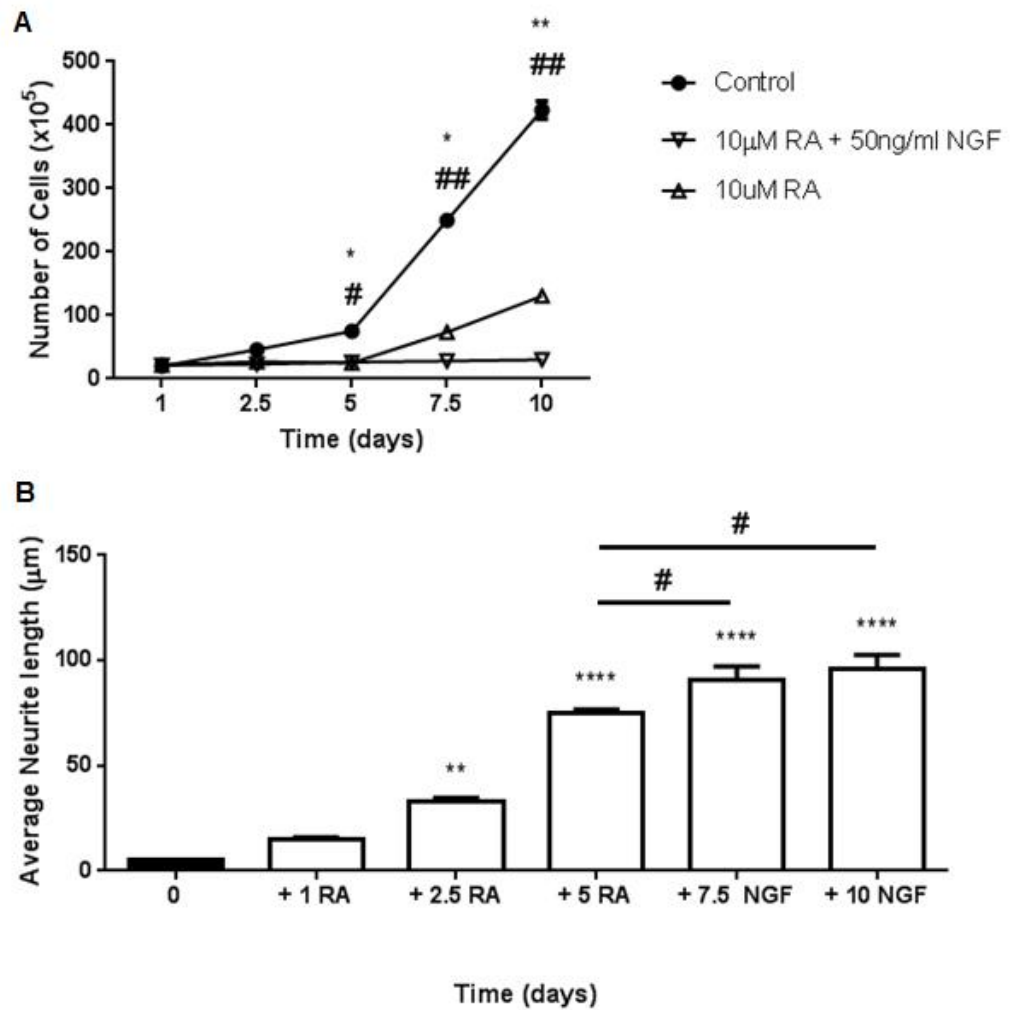 A
**
500
##
Control
400
10μM RA + 50ng/ml NGF
*
##
300
10uM RA
*
200
#
100
0
Number of Cells (x10⁵)
1 2.5 5 7.5 10
Time (days)
B
#
150
#
****
****
100
****
50
**
0
Average Neurite length (μm)
0 + 1 RA + 2.5 RA + 5 RA + 7.5 NGF + 10 NGF
Time (days)